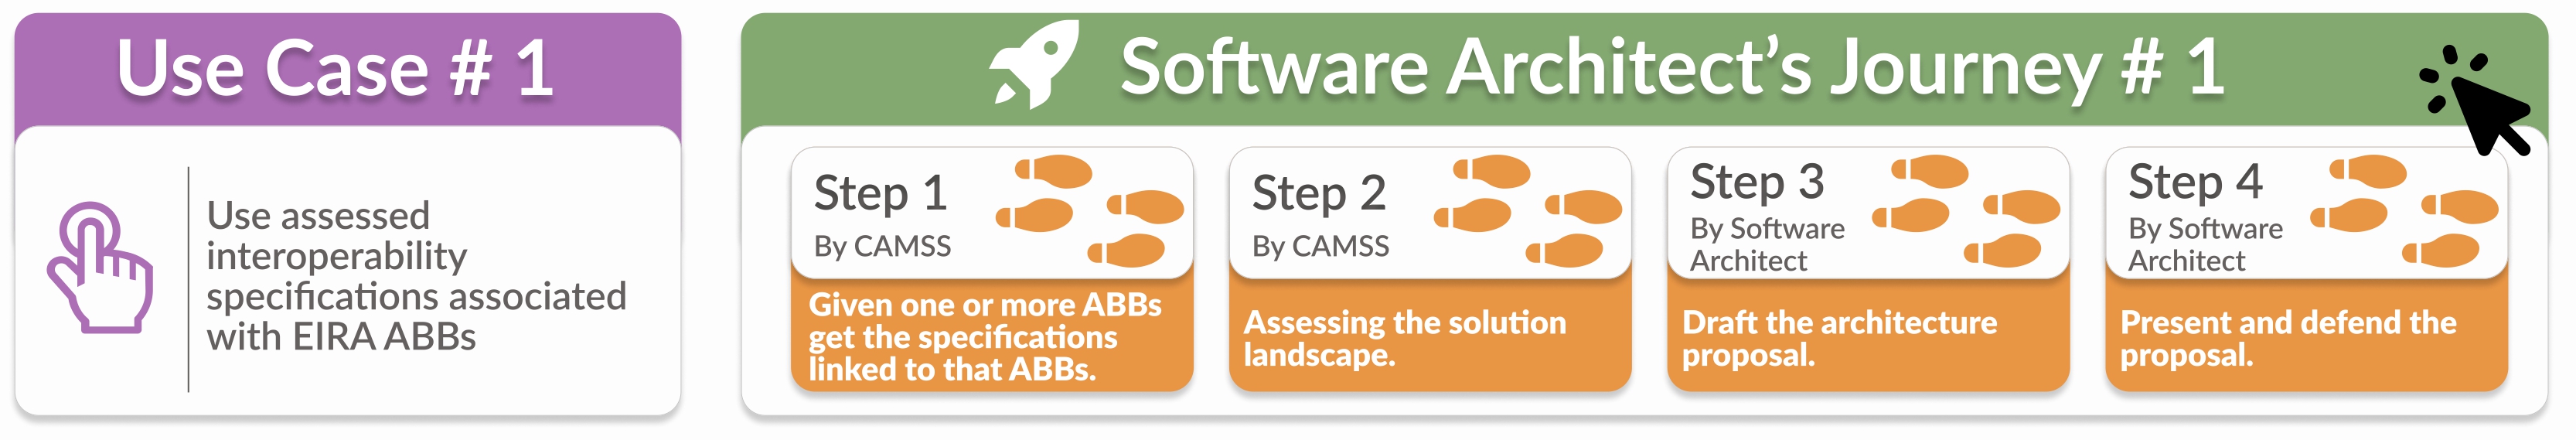 Use Case # 1
Use assessed
interoperability
specifications associated
with EIRA ABBs
Software Architect’s Journey # 1
Step 1
By CAMSS
Given one or more ABBs
get the specifications
linked to that ABBs.
Step 2
By CAMSS
Assessing the solution
landscape.
Step 3
By Software
Architect
Draft the architecture
proposal.
Step 4
By Software
Architect
Present and defend the
proposal.